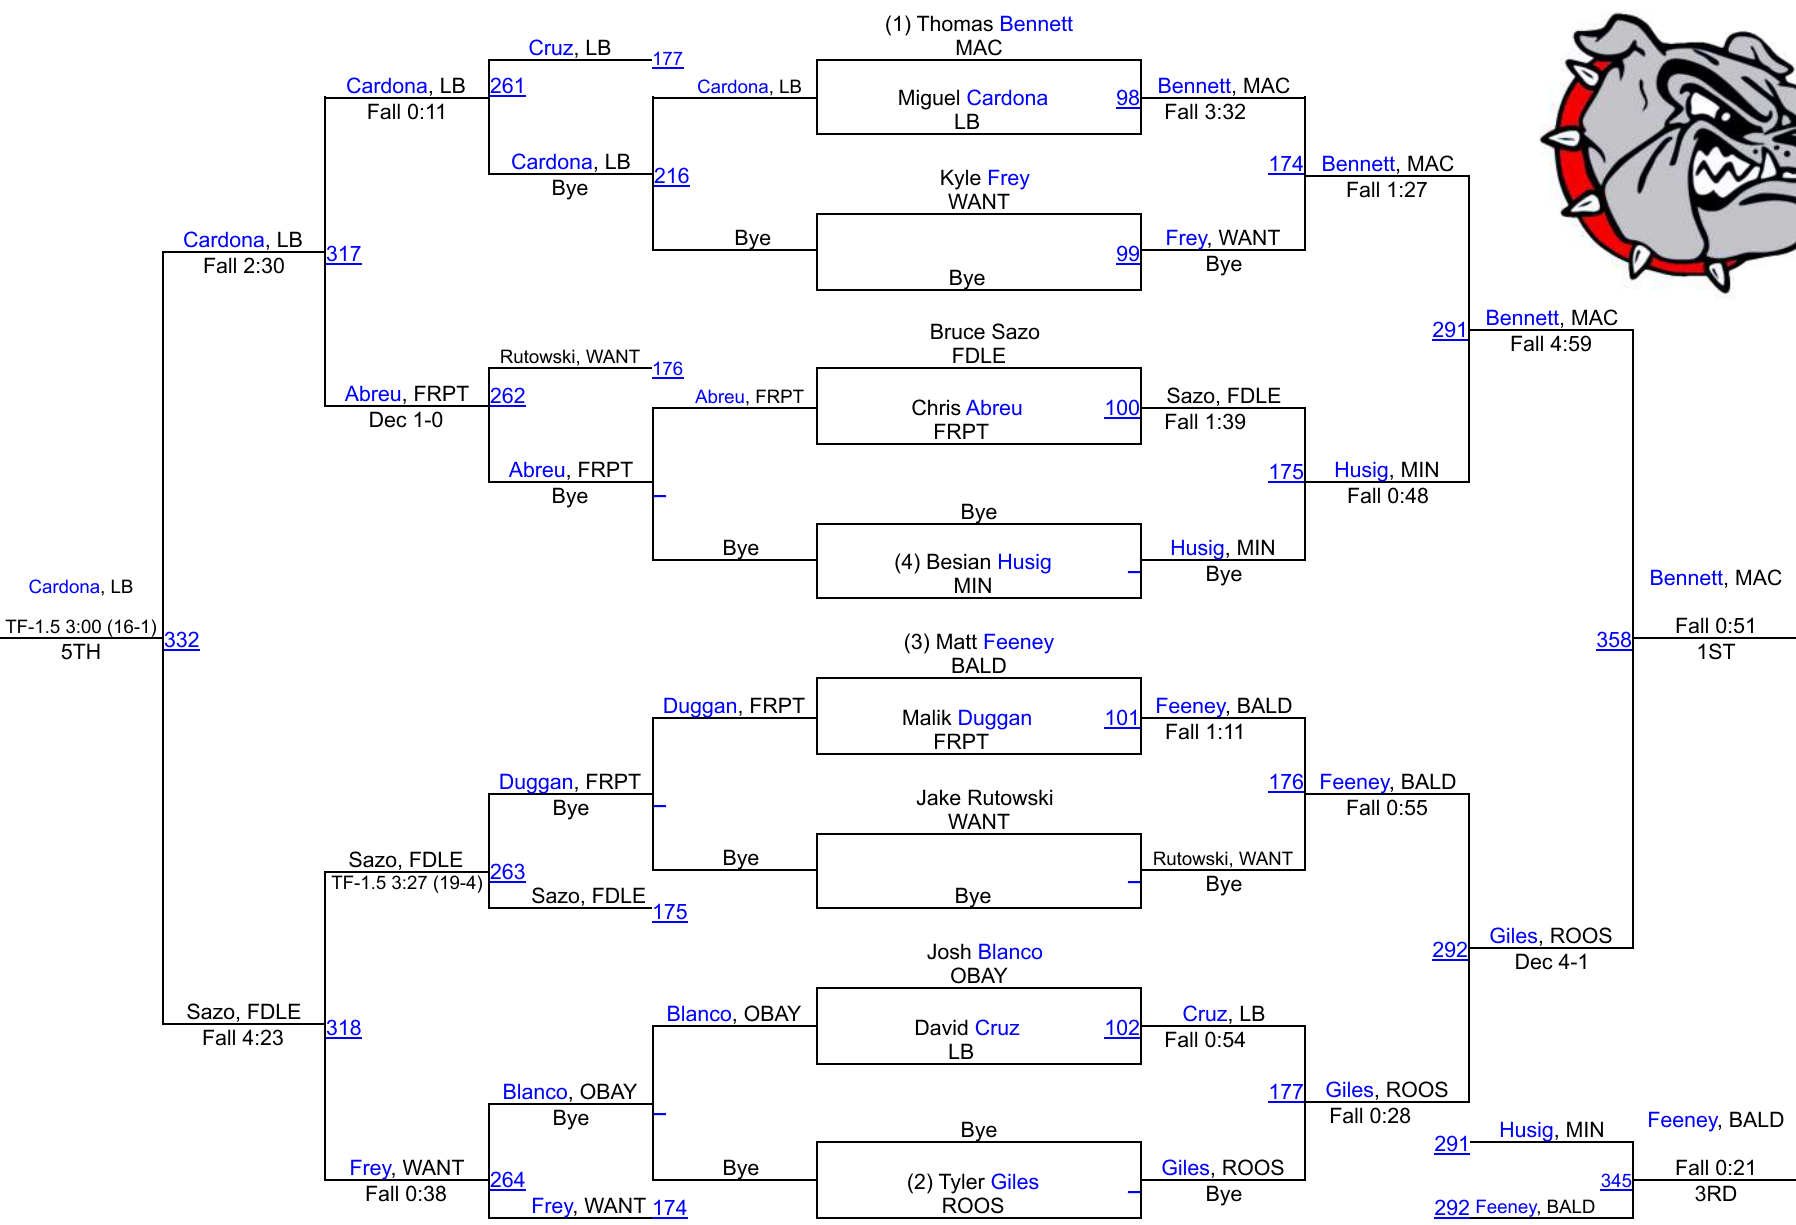 (1) Thomas Bennett
MAC
Cruz, LB
177
Cardona, LB
261
Fall 0:11
Cardona, LB
Miguel Cardona
LB
98
Bennett, MAC
Fall 3:32
Cardona, LB
Bye
216
Kyle Frey
WANT
174
Bennett, MAC
Fall 1:27
Cardona, LB
Fall 2:30
317
Bye
99
Frey, WANT
Bye
Bye
Bruce Sazo
FDLE
291
Bennett, MAC
Fall 4:59
Rutowski, WANT
176
Abreu, FRPT
262
Dec 1-0
Abreu, FRPT
Chris Abreu
FRPT
100
Sazo, FDLE
Fall 1:39
Abreu, FRPT
Bye
175
Husig, MIN
Fall 0:48
Bye
Bye
(4) Besian Husig
MIN
Husig, MIN
Bye
Cardona, LB
TF-1.5 3:00 (16-1)
5TH
332
Bennett, MAC
358
Fall 0:51
1ST
(3) Matt Feeney
BALD
Duggan, FRPT
Malik Duggan
FRPT
101
Feeney, BALD
Fall 1:11
Duggan, FRPT
Bye
Jake Rutowski
WANT
176
Feeney, BALD
Fall 0:55
Sazo, FDLE
TF-1.5 3:27 (19-4)
263
Bye
Bye
Rutowski, WANT
Bye
Sazo, FDLE
175
Josh Blanco
OBAY
292
Giles, ROOS
Dec 4-1
Sazo, FDLE
Fall 4:23
318
Blanco, OBAY
David Cruz
LB
102
Cruz, LB
Fall 0:54
Blanco, OBAY
Bye
177
Giles, ROOS
Fall 0:28
Bye
Frey, WANT
Fall 0:38
264
Bye
(2) Tyler Giles
ROOS
Giles, ROOS
Bye
Frey, WANT
174
291
Husig, MIN
Feeney, BALD
345
Fall 0:21
3RD
292
Feeney, BALD